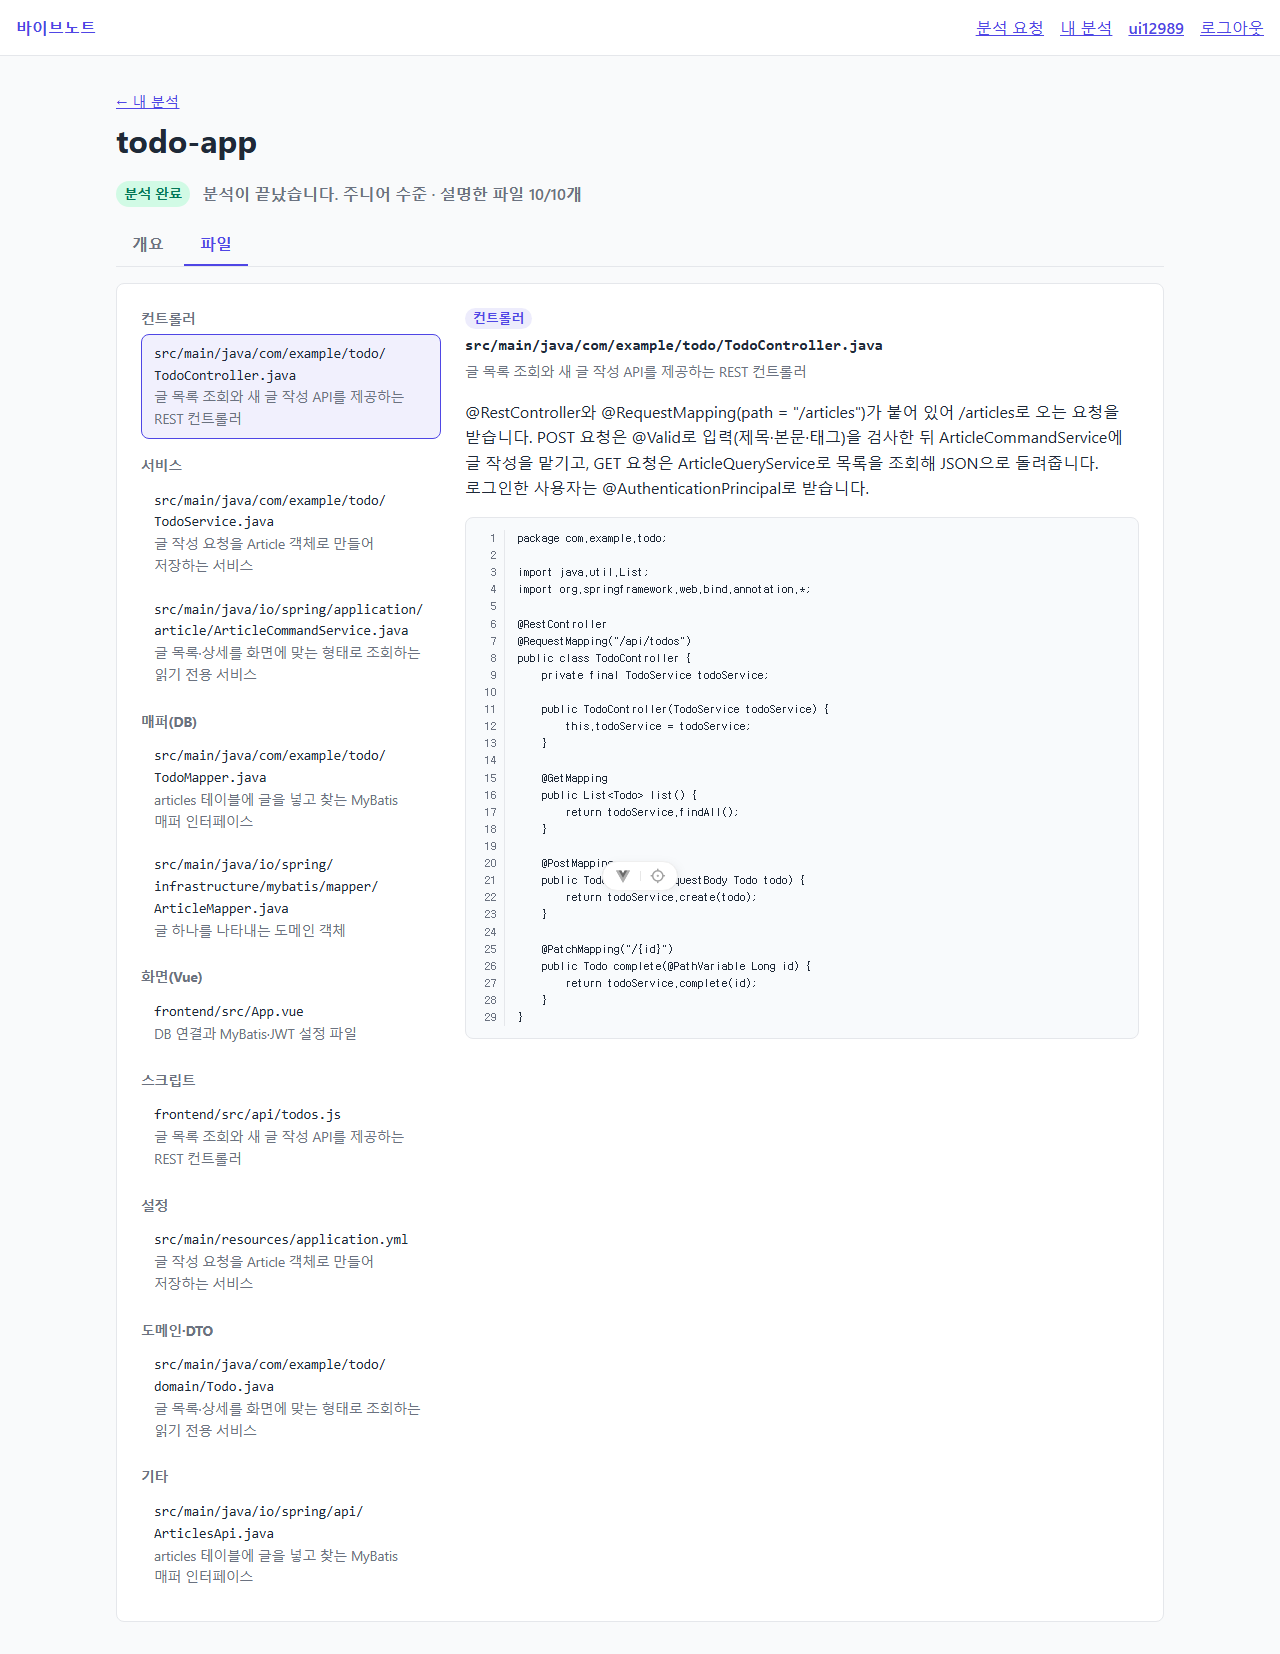 바이브노트
분석 요청 내 분석 ui12989 로그아웃
← 내 분석
todo-app
분석 완료 분석이 끝났습니다. 주니어 수준 · 설명한 파일 10/10개
개요 파일
컨트롤러
src/main/java/com/example/todo/
TodoController.java
글 목록 조회와 새 글 작성 API를 제공하는
REST 컨트롤러
서비스
src/main/java/com/example/todo/
TodoService.java
글 작성 요청을 Article 객체로 만들어
저장하는 서비스
src/main/java/io/spring/application/
article/ArticleCommandService.java
글 목록·상세를 화면에 맞는 형태로 조회하는
읽기 전용 서비스
매퍼(DB)
src/main/java/com/example/todo/
TodoMapper.java
articles 테이블에 글을 넣고 찾는 MyBatis
매퍼 인터페이스
src/main/java/io/spring/
infrastructure/mybatis/mapper/
ArticleMapper.java
글 하나를 나타내는 도메인 객체
화면(Vue)
frontend/src/App.vue
DB 연결과 MyBatis·JWT 설정 파일
스크립트
frontend/src/api/todos.js
글 목록 조회와 새 글 작성 API를 제공하는
REST 컨트롤러
설정
src/main/resources/application.yml
글 작성 요청을 Article 객체로 만들어
저장하는 서비스
도메인·DTO
src/main/java/com/example/todo/
domain/Todo.java
글 목록·상세를 화면에 맞는 형태로 조회하는
읽기 전용 서비스
기타
src/main/java/io/spring/api/
ArticlesApi.java
articles 테이블에 글을 넣고 찾는 MyBatis
매퍼 인터페이스
컨트롤러
src/main/java/com/example/todo/TodoController.java
글 목록 조회와 새 글 작성 API를 제공하는 REST 컨트롤러
@RestController와 @RequestMapping(path = "/articles")가 붙어 있어 /articles로 오는 요청을
받습니다. POST 요청은 @Valid로 입력(제목·본문·태그)을 검사한 뒤 ArticleCommandService에
글 작성을 맡기고, GET 요청은 ArticleQueryService로 목록을 조회해 JSON으로 돌려줍니다.
로그인한 사용자는 @AuthenticationPrincipal로 받습니다.
1 package com.example.todo;
2
3 import java.util.List;
4 import org.springframework.web.bind.annotation.*;
5
6 @RestController
7 @RequestMapping("/api/todos")
8 public class TodoController {
9 private final TodoService todoService;
10
11 public TodoController(TodoService todoService) {
12 this.todoService = todoService;
13 }
14
15 @GetMapping
16 public List<Todo> list() {
17 return todoService.findAll();
18 }
19
20 @PostMapping
21 public Tod questBody Todo todo) {
22 return todoService.create(todo);
23 }
24
25 @PatchMapping("/{id}")
26 public Todo complete(@PathVariable Long id) {
27 return todoService.complete(id);
28 }
29 }